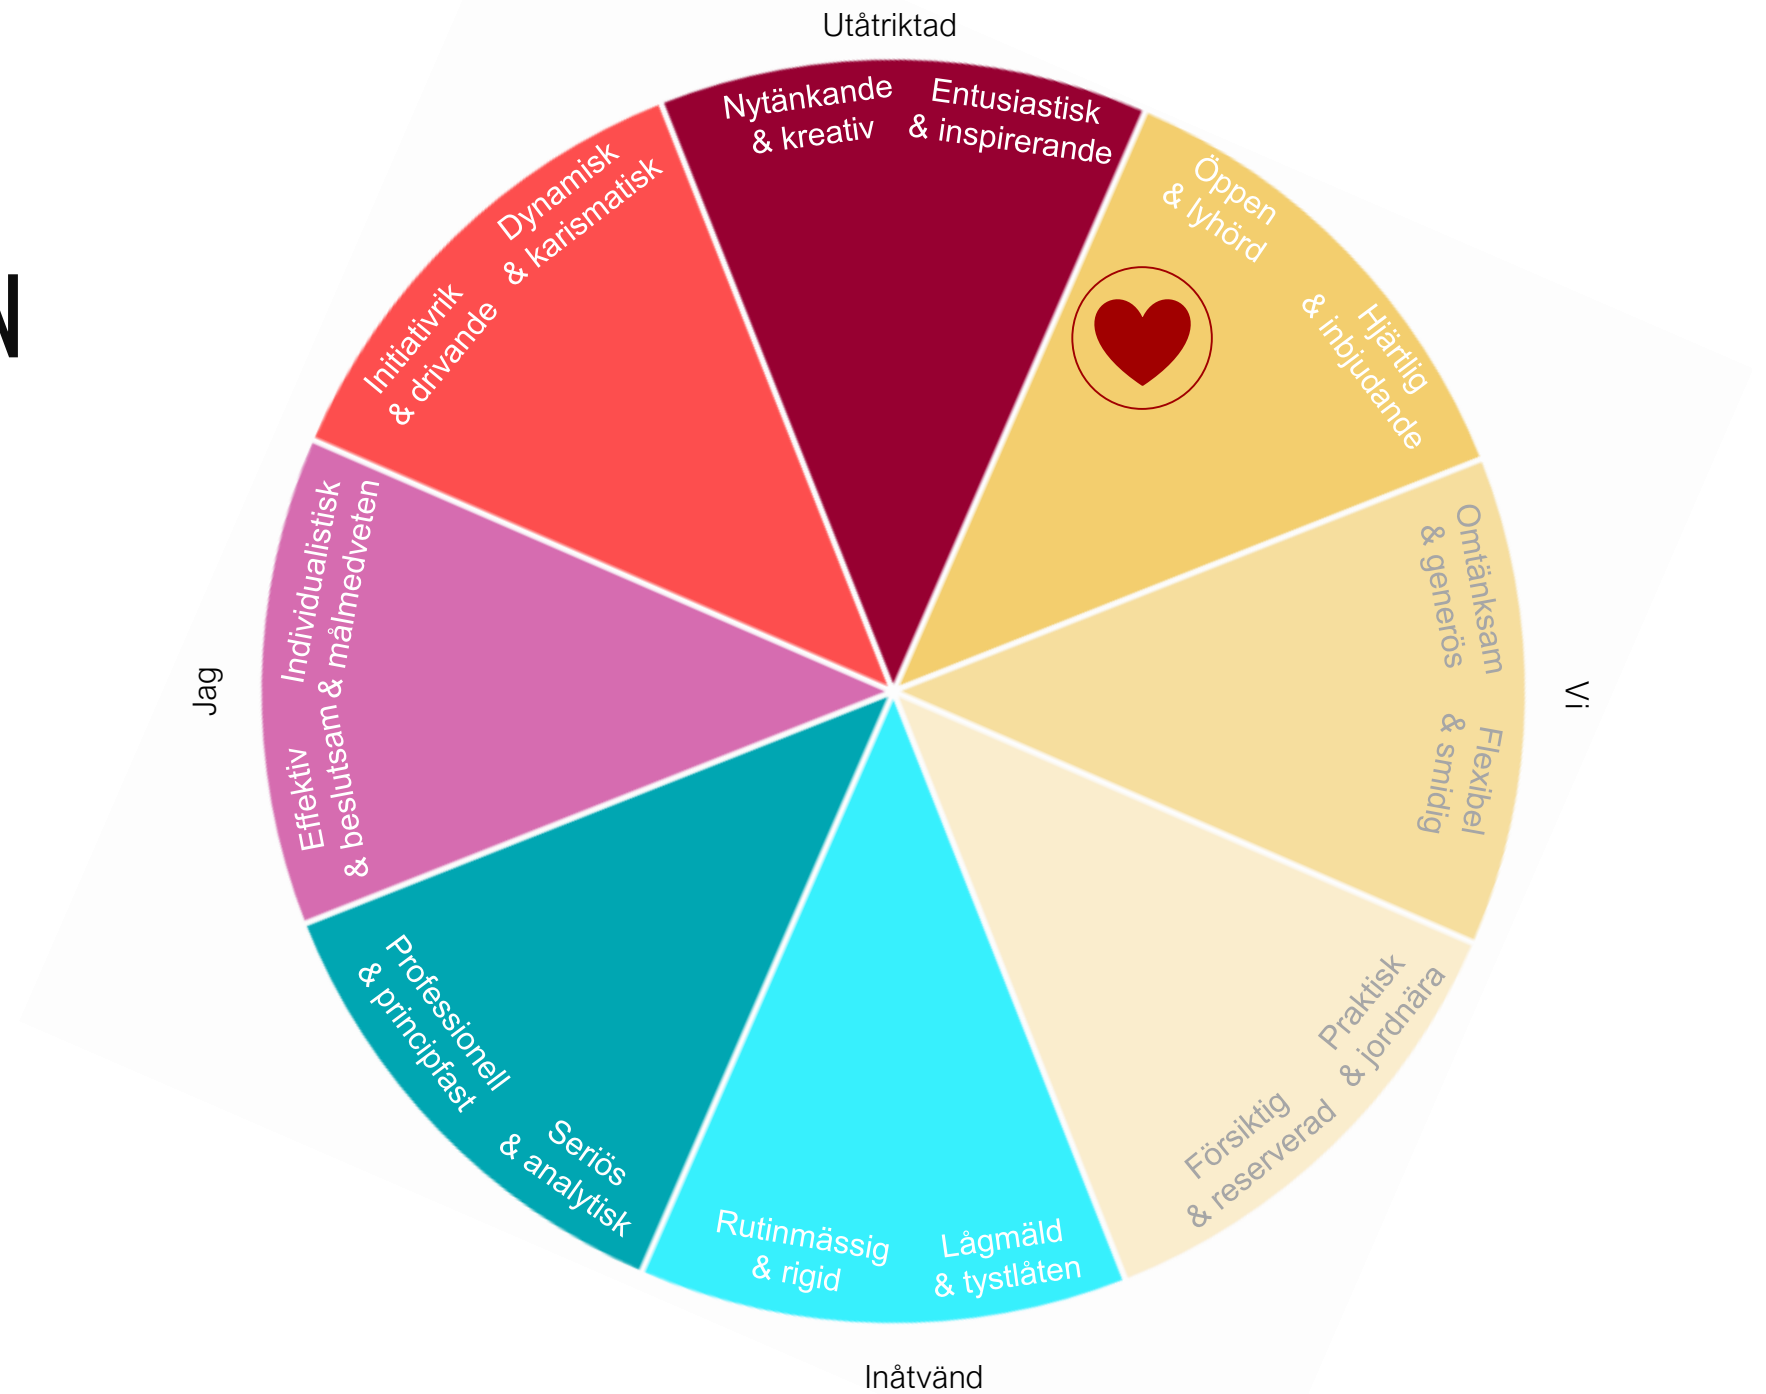 Utåtriktad
N
Nytänkande
& kreativ
Entusiastisk
& inspirerande
Öppen
& lyhörd
Hjärtlig
& inbjudande
Omtänksam
& generös
Flexibel
& smidig
Praktisk
& jordnära
Försiktig
& reserverad
Lågmäld
& tystlåten
Rutinmässig
& rigid
Seriös
& analytisk
Professionell
& principfast
Effektiv
& beslutsam
Individualistisk
& målmedveten
Initiativrik
& drivande
Dynamisk
& karismatisk
Jag
Vi
Inåtvänd